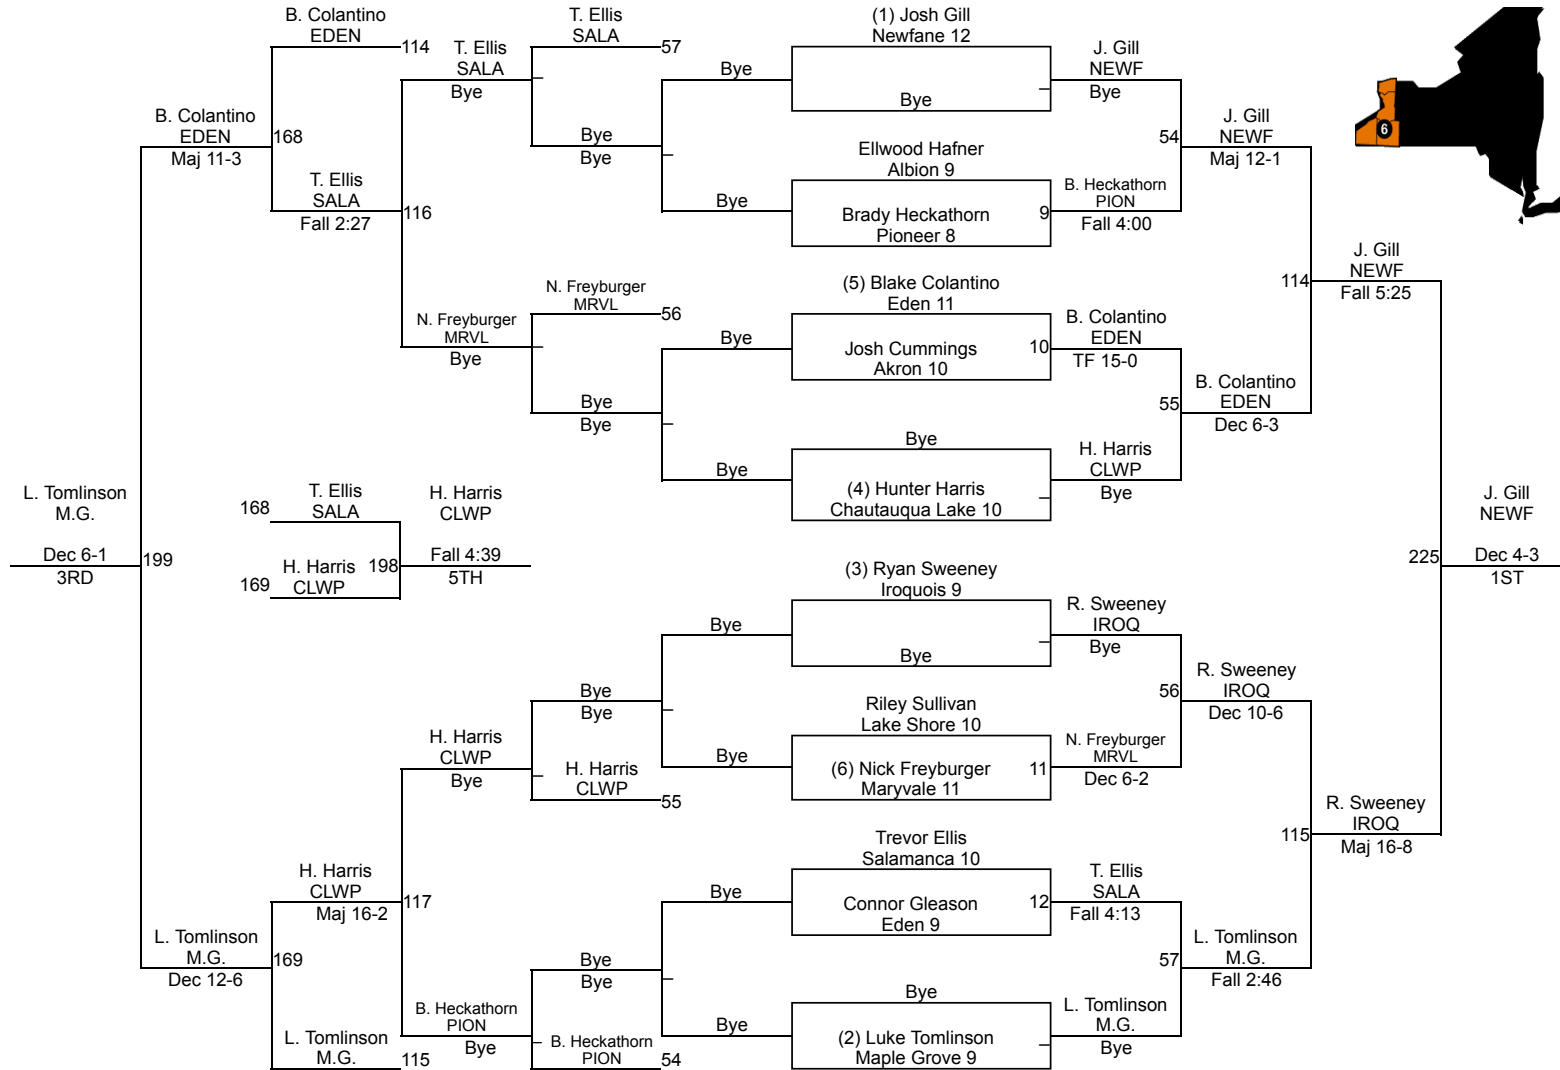 B. Colantino
EDEN
114
T. Ellis
SALA
57
T. Ellis
SALA
Bye
B. Colantino
EDEN
Maj 11-3
168
T. Ellis
SALA
Fall 2:27
116
Bye
Bye
Bye
Bye
N. Freyburger
MRVL
56
N. Freyburger
MRVL
Bye
Bye
Bye
Bye
Bye
L. Tomlinson
M.G.
Dec 6-1
3RD
199
168
T. Ellis
SALA
169
H. Harris
CLWP
198
H. Harris
CLWP
Fall 4:39
5TH
Bye
Bye
Bye
Bye
H. Harris
CLWP
Bye
H. Harris
CLWP
55
H. Harris
CLWP
Maj 16-2
117
L. Tomlinson
M.G.
Dec 12-6
169
L. Tomlinson
M.G.
115
B. Heckathorn
PION
Bye
Bye
Bye
Bye
Bye
B. Heckathorn
PION
54
(1) Josh Gill
Newfane 12
Bye
J. Gill
NEWF
Bye
Ellwood Hafner
Albion 9
Brady Heckathorn
Pioneer 8
9
B. Heckathorn
PION
Fall 4:00
54
J. Gill
NEWF
Maj 12-1
(5) Blake Colantino
Eden 11
Josh Cummings
Akron 10
10
B. Colantino
EDEN
TF 15-0
Bye
(4) Hunter Harris
Chautauqua Lake 10
H. Harris
CLWP
Bye
55
B. Colantino
EDEN
Dec 6-3
114
J. Gill
NEWF
Fall 5:25
(3) Ryan Sweeney
Iroquois 9
Bye
R. Sweeney
IROQ
Bye
Riley Sullivan
Lake Shore 10
(6) Nick Freyburger
Maryvale 11
11
N. Freyburger
MRVL
Dec 6-2
56
R. Sweeney
IROQ
Dec 10-6
Trevor Ellis
Salamanca 10
Connor Gleason
Eden 9
12
T. Ellis
SALA
Fall 4:13
Bye
(2) Luke Tomlinson
Maple Grove 9
L. Tomlinson
M.G.
Bye
57
L. Tomlinson
M.G.
Fall 2:46
115
R. Sweeney
IROQ
Maj 16-8
225
J. Gill
NEWF
Dec 4-3
1ST
6